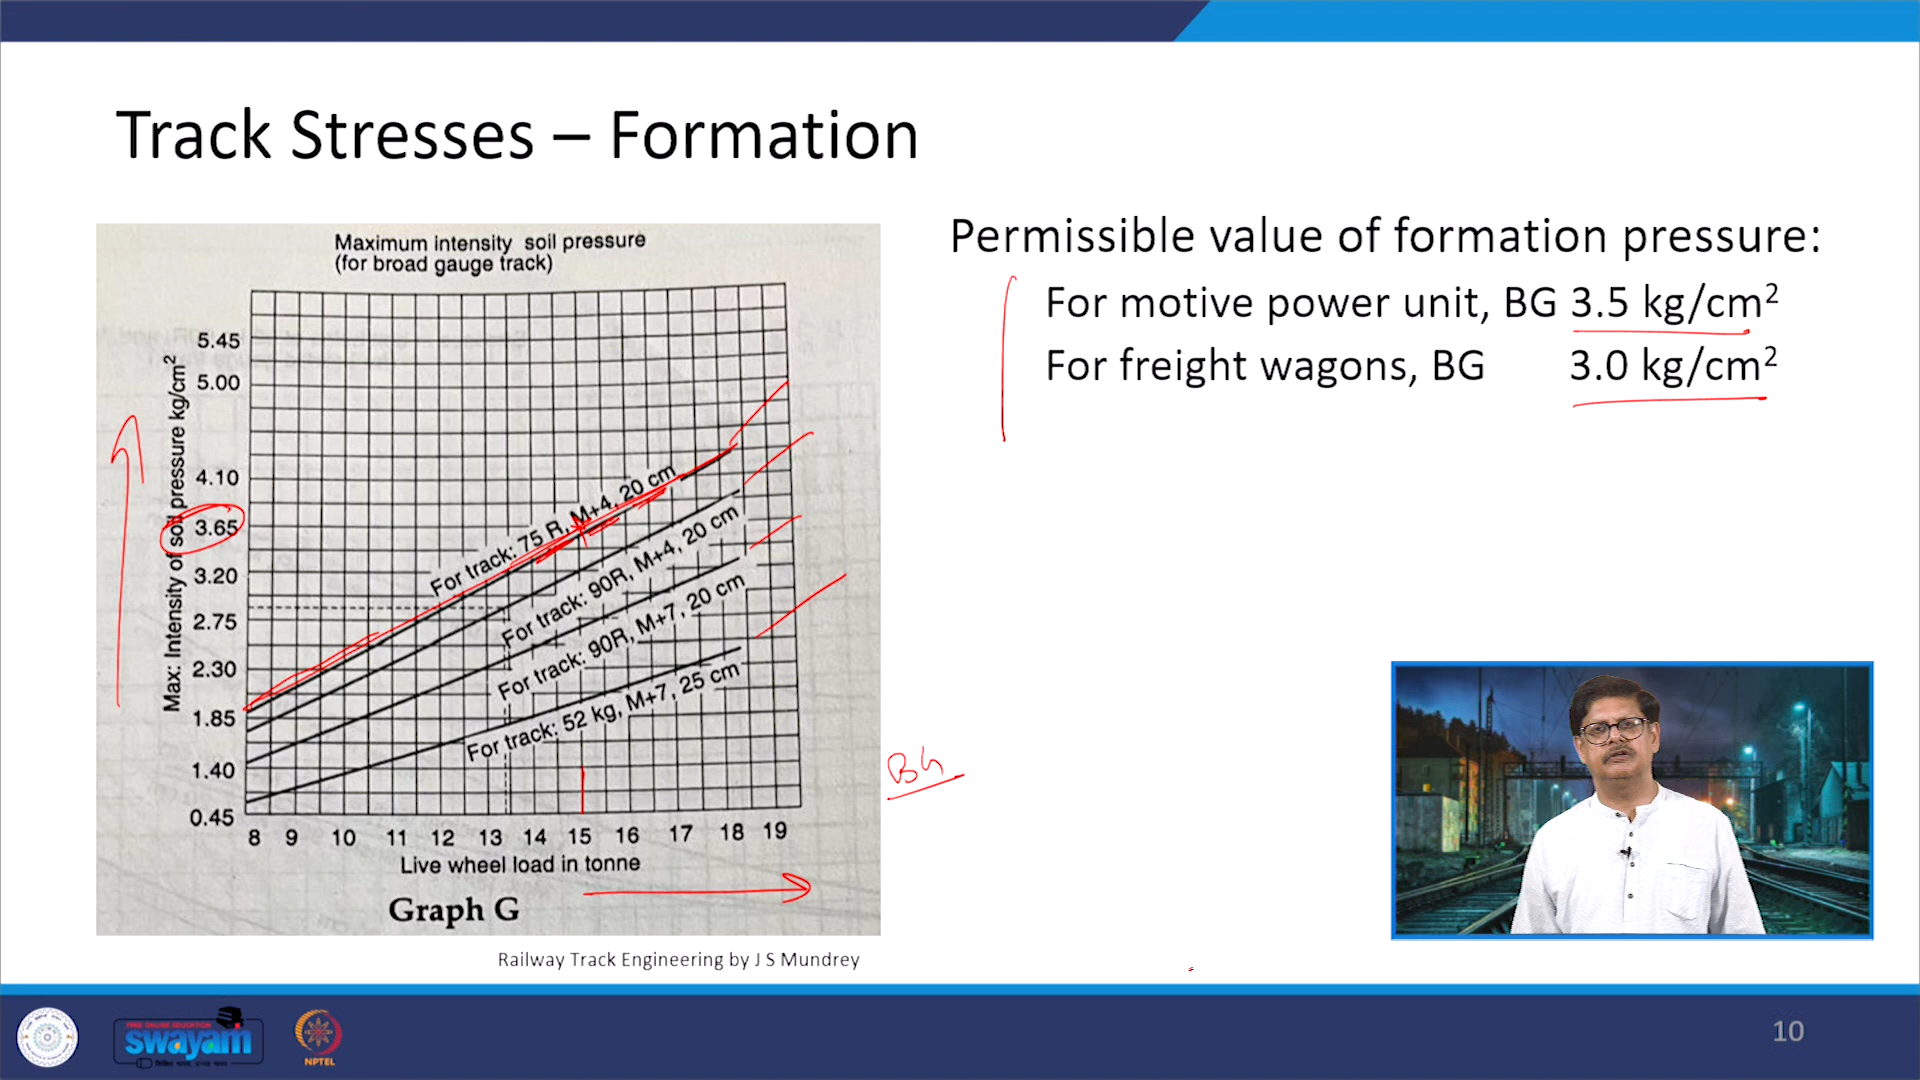 Track Stresses – Formation
Maximum intensity soil pressure
(for broad gauge track)
Max: Intensity of soil pressure kg/cm²
5.45
5.00
4.10
3.65
3.20
2.75
2.30
1.85
1.40
0.45
For track: 75 R, M+4, 20 cm
For track: 90R, M+4, 20 cm
For track: 90R, M+7, 20 cm
For track: 52 kg, M+7, 25 cm
8 9 10 11 12 13 14 15 16 17 18 19
Live wheel load in tonne
Graph G
Railway Track Engineering by J S Mundrey
Permissible value of formation pressure:
For motive power unit, BG 3.5 kg/cm²
For freight wagons, BG 3.0 kg/cm²
BG
FREE ONLINE EDUCATION
swayam
NPTEL
10